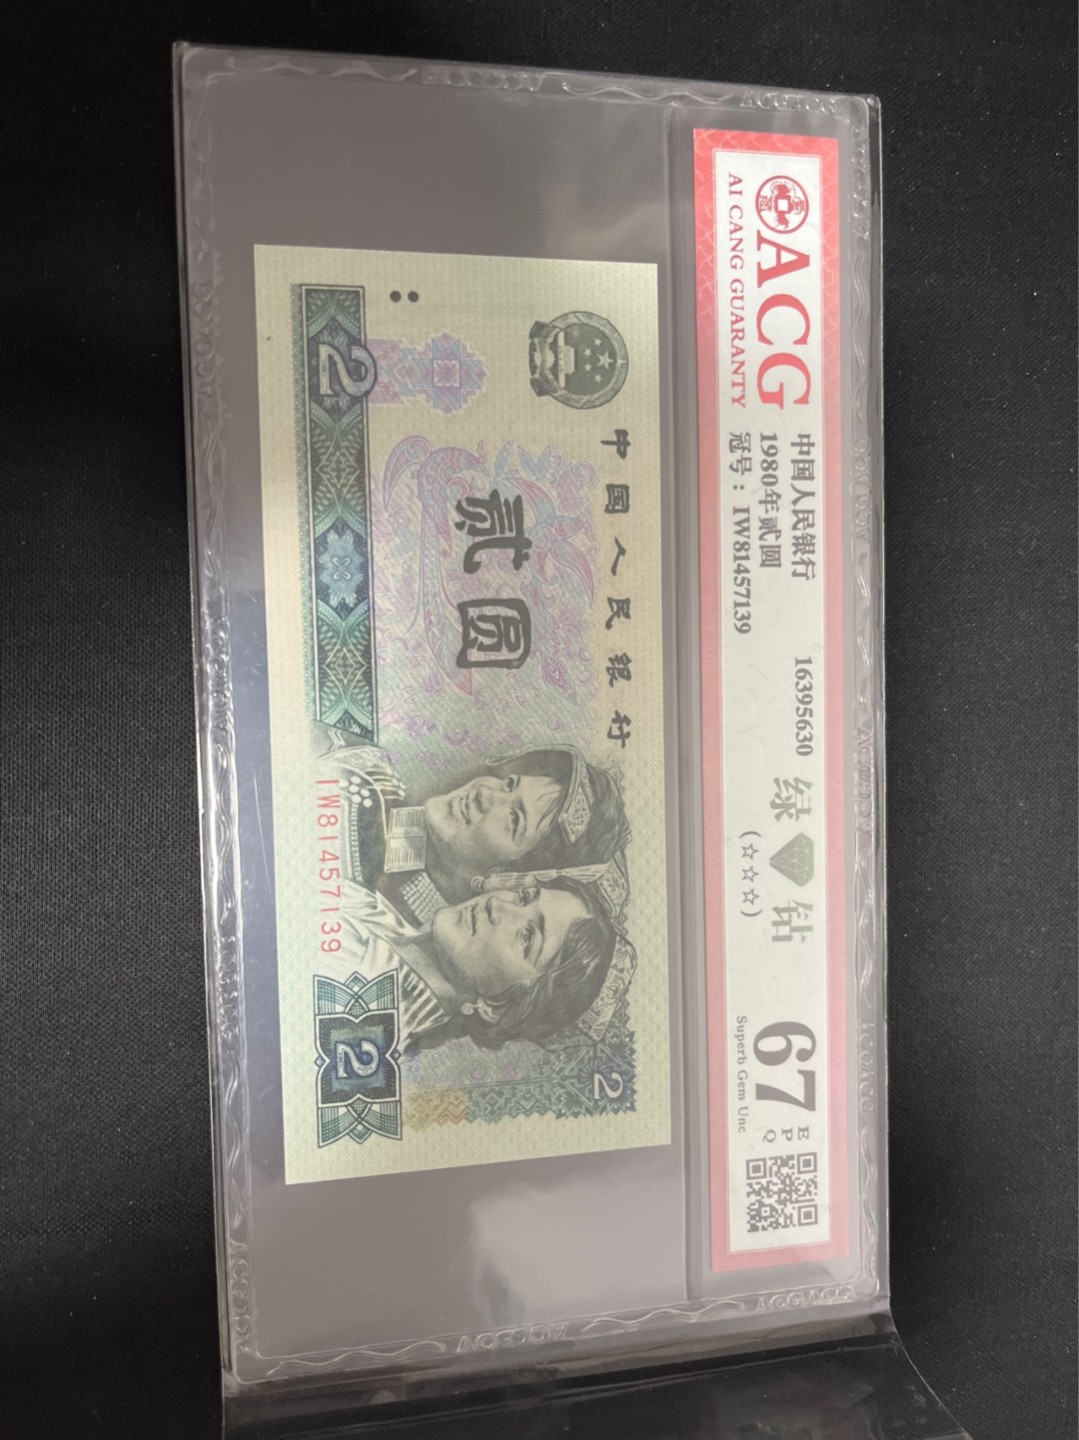 ACG
AI CANG GUARANTY
中国人民银行
1980年贰圆
冠号：IW81457139
16395630
绿钻
(☆☆☆)
67
EPQ
Superb Gem Unc
中国人民银行
贰圆
2
IW81457139
2
2